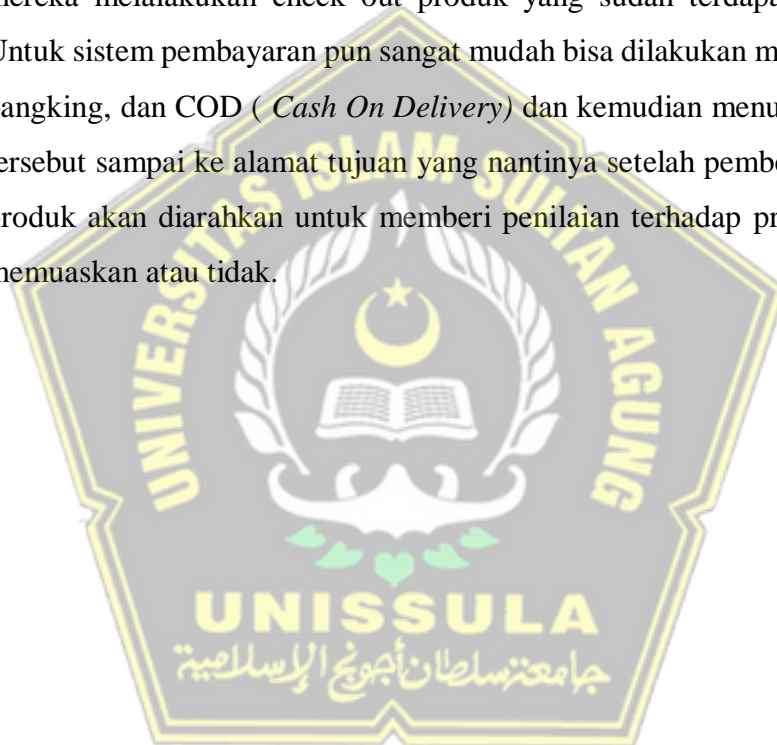 mereka melalakukan check out produk yang sudah terdapa
Untuk sistem pembayaran pun sangat mudah bisa dilakukan m
bangking, dan COD ( Cash On Delivery) dan kemudian menu
tersebut sampai ke alamat tujuan yang nantinya setelah pembe
produk akan diarahkan untuk memberi penilaian terhadap pr
memuaskan atau tidak.
UNIVERSITAS ISLAM SULTAN AGUNG
UNISSULA
جامعة سلطان أجونج الإسلامية